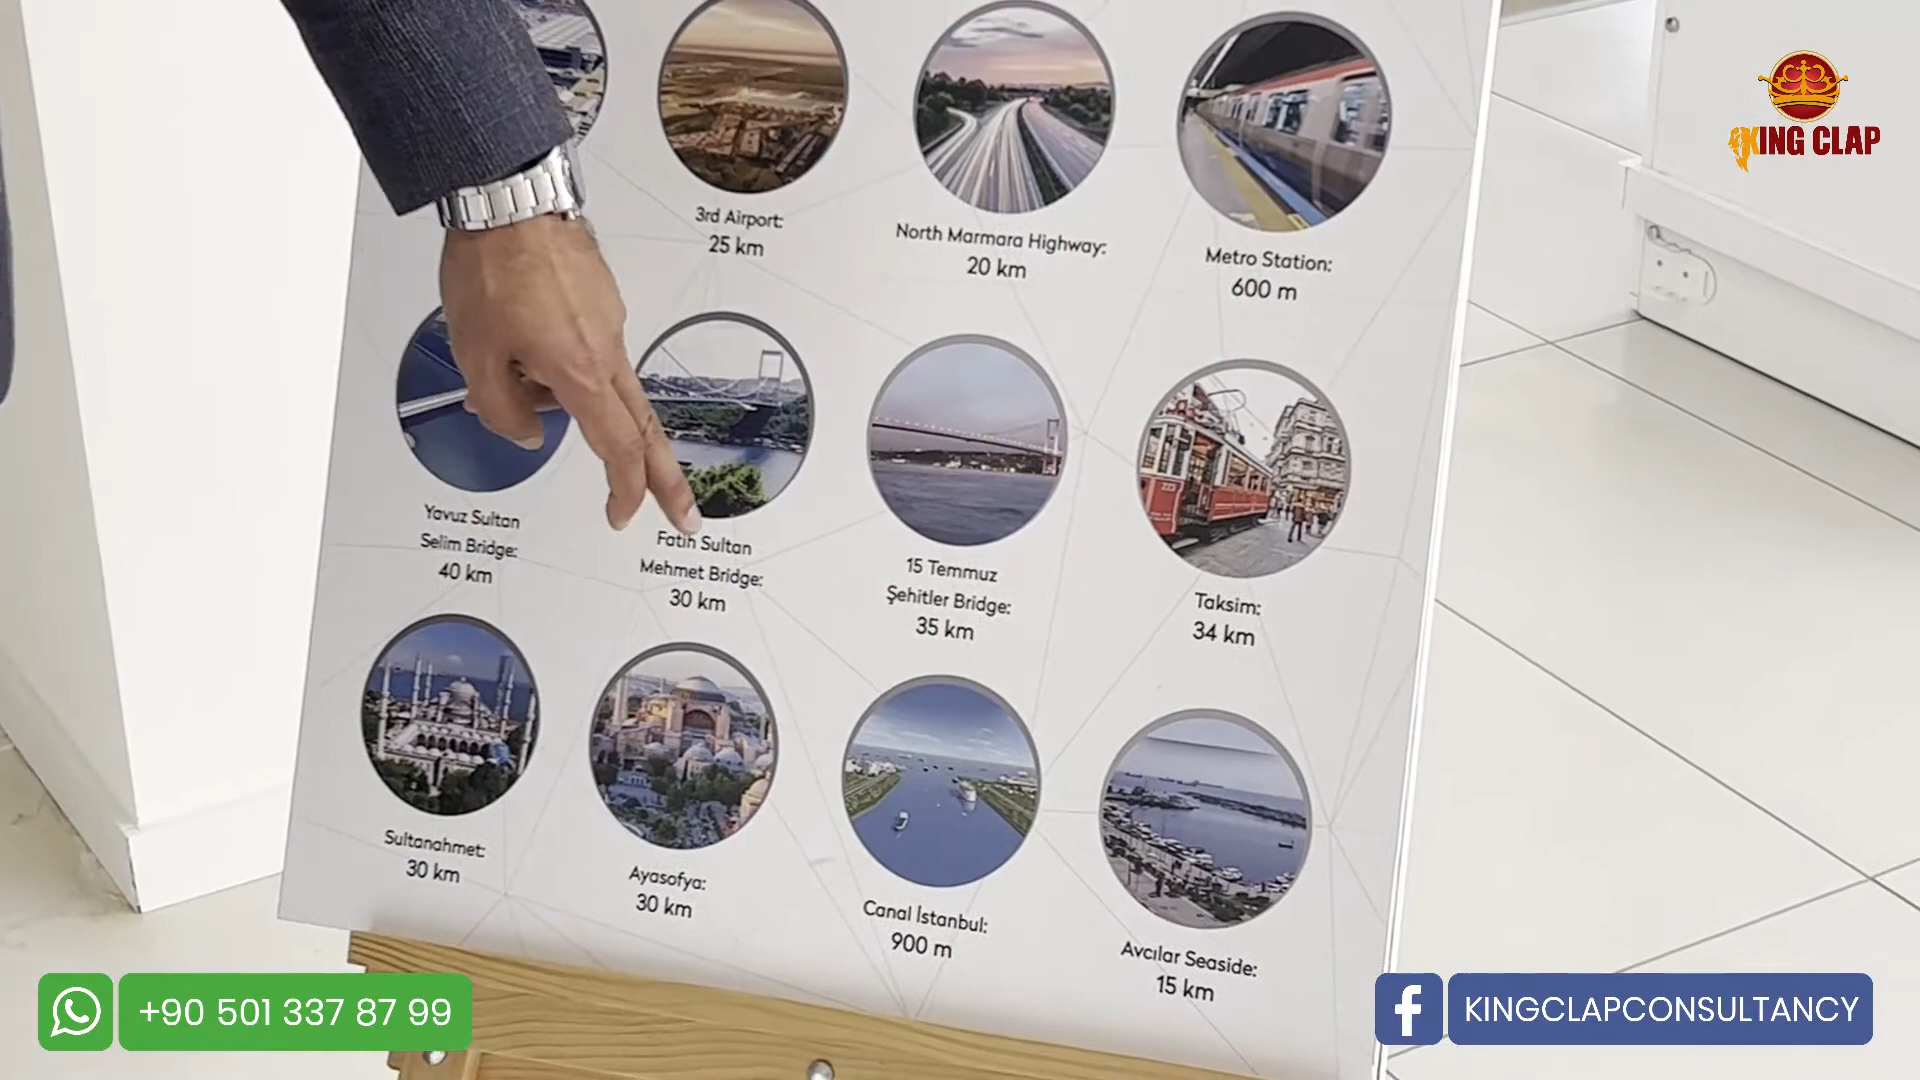 KING CLAP
3rd Airport:
25 km
North Marmara Highway:
20 km
Metro Station:
600 m
Yavuz Sultan
Selim Bridge:
40 km
Fatih Sultan
Mehmet Bridge:
30 km
15 Temmuz
Şehitler Bridge:
35 km
Taksim:
34 km
Sultanahmet:
30 km
Ayasofya:
30 km
Canal İstanbul:
900 m
Avcılar Seaside:
15 km
+90 501 337 87 99
KINGCLAPCONSULTANCY